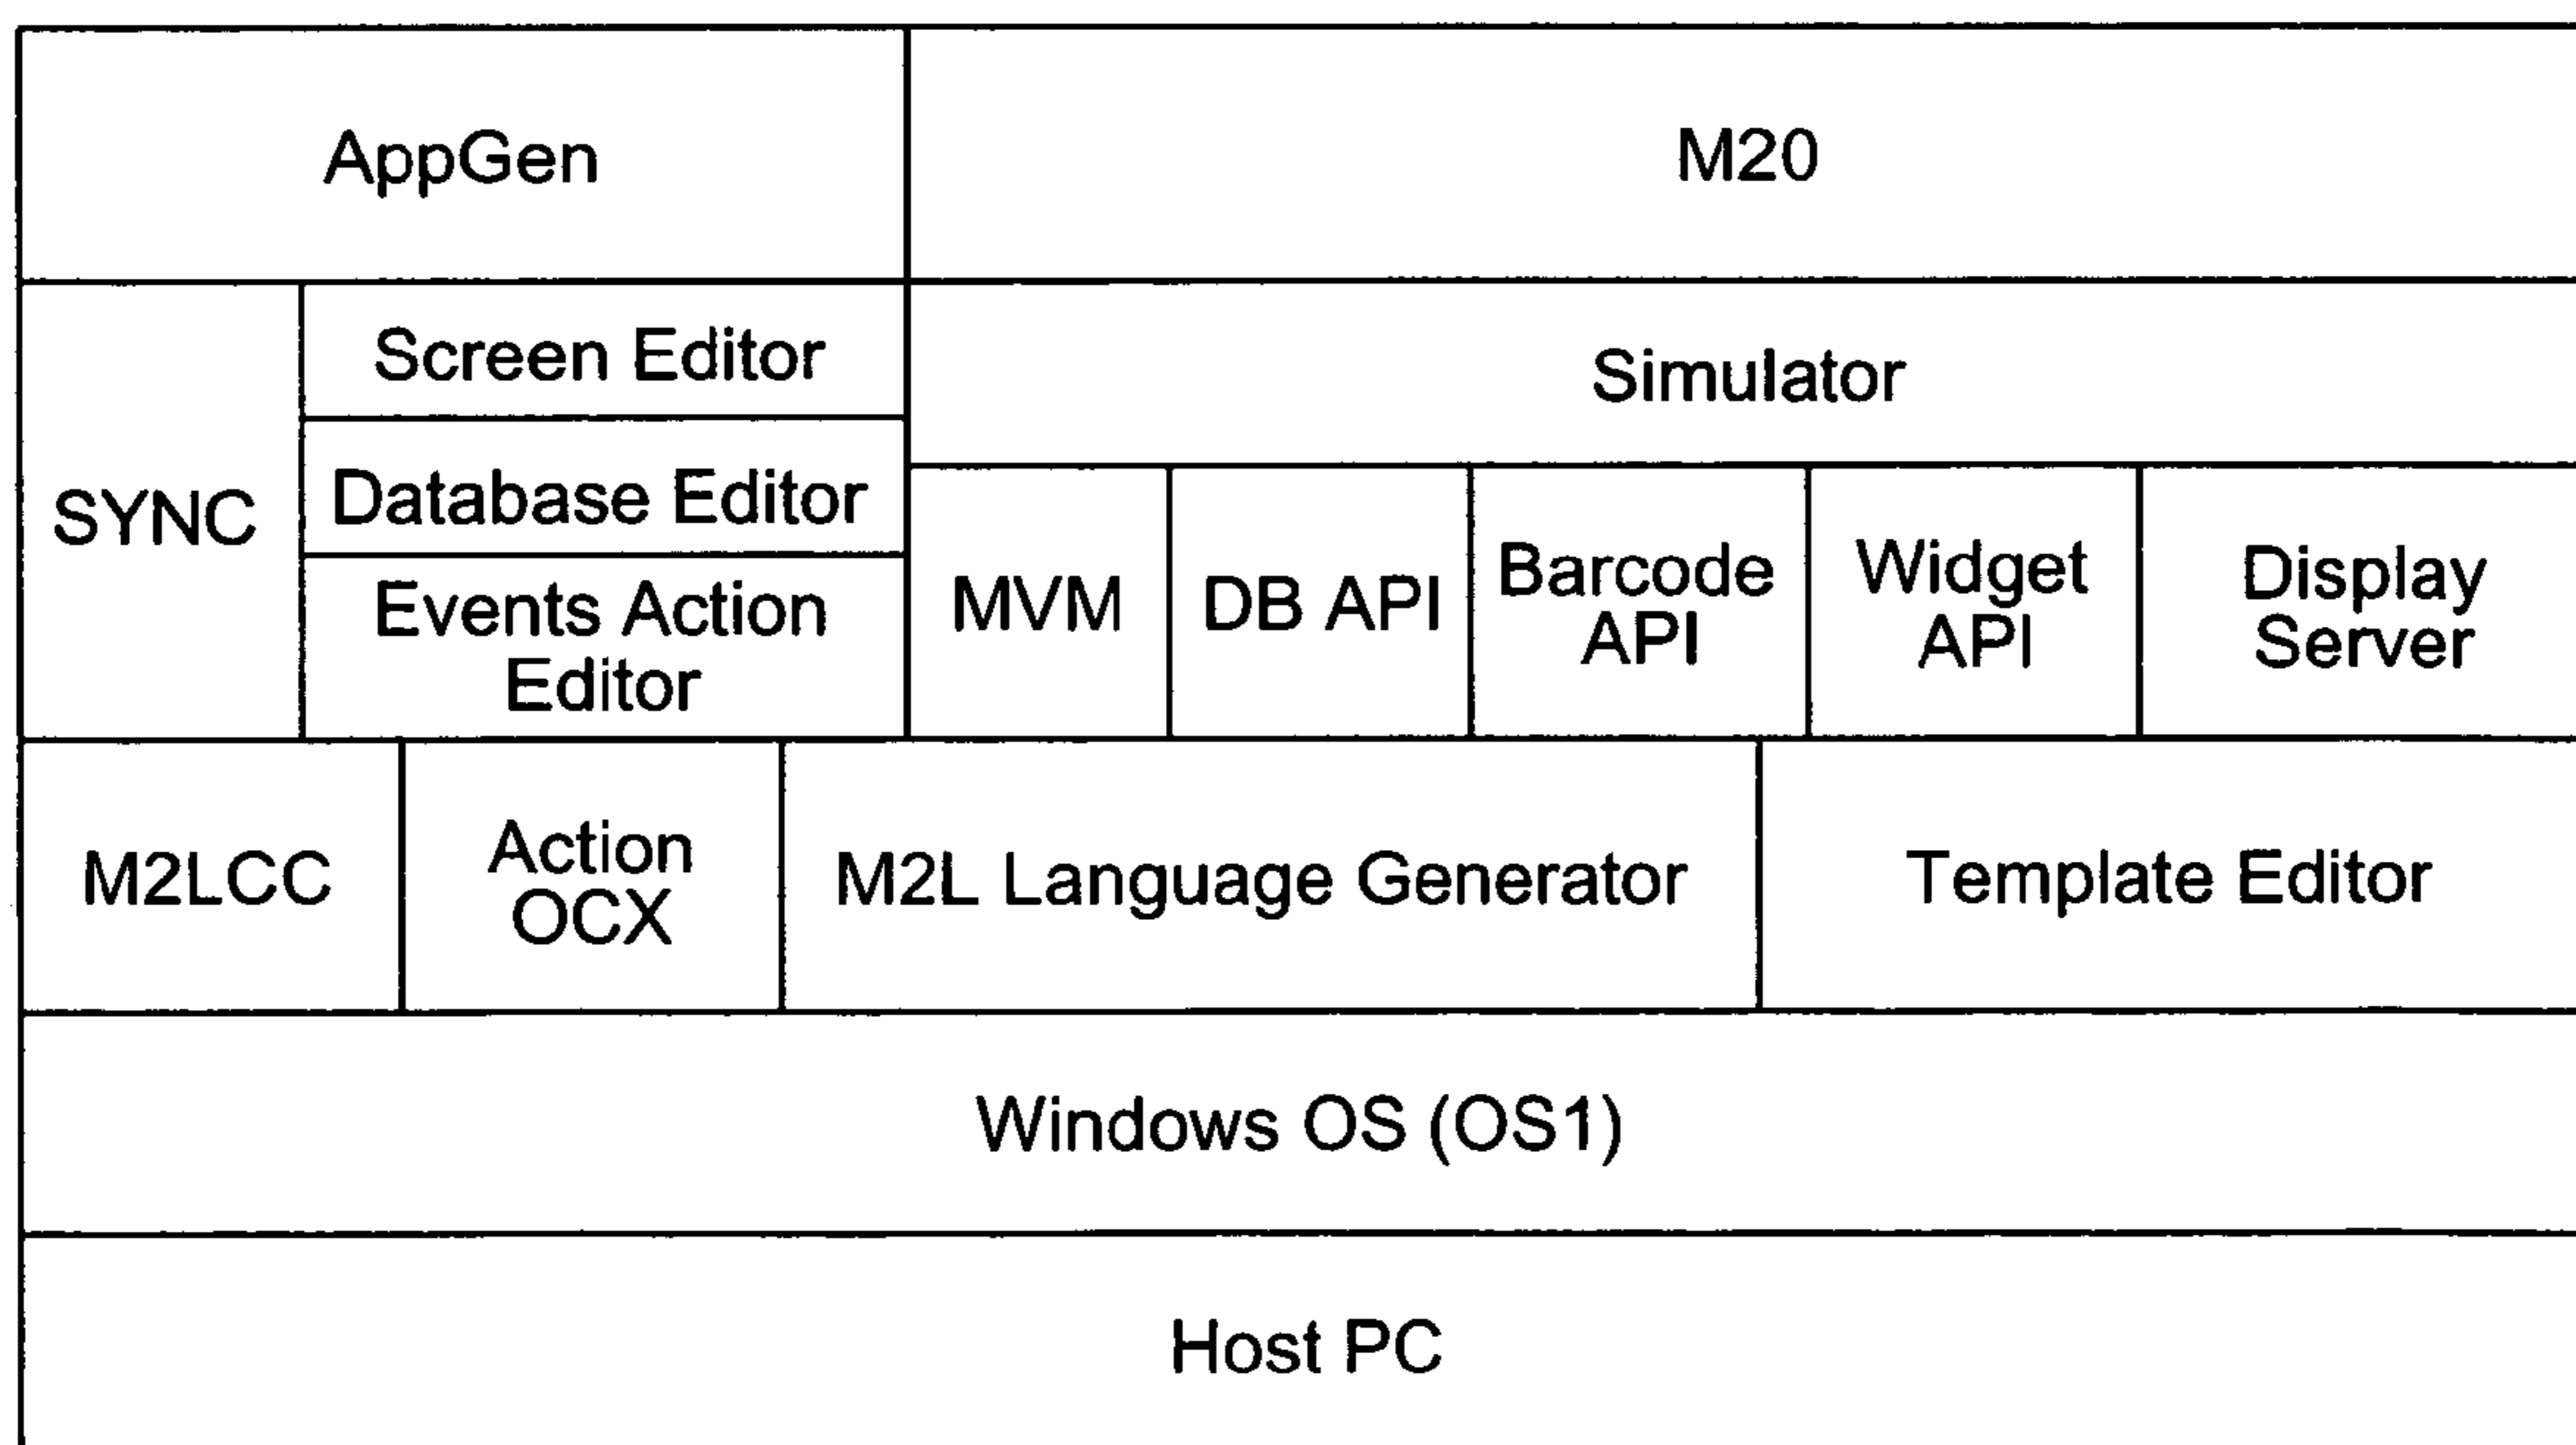 AppGen
M20
SYNC
Screen Editor
Database Editor
Events Action
Editor
Simulator
MVM
DB API
Barcode
API
Widget
API
Display
Server
M2LCC
Action
OCX
M2L Language Generator
Template Editor
Windows OS (OS1)
Host PC